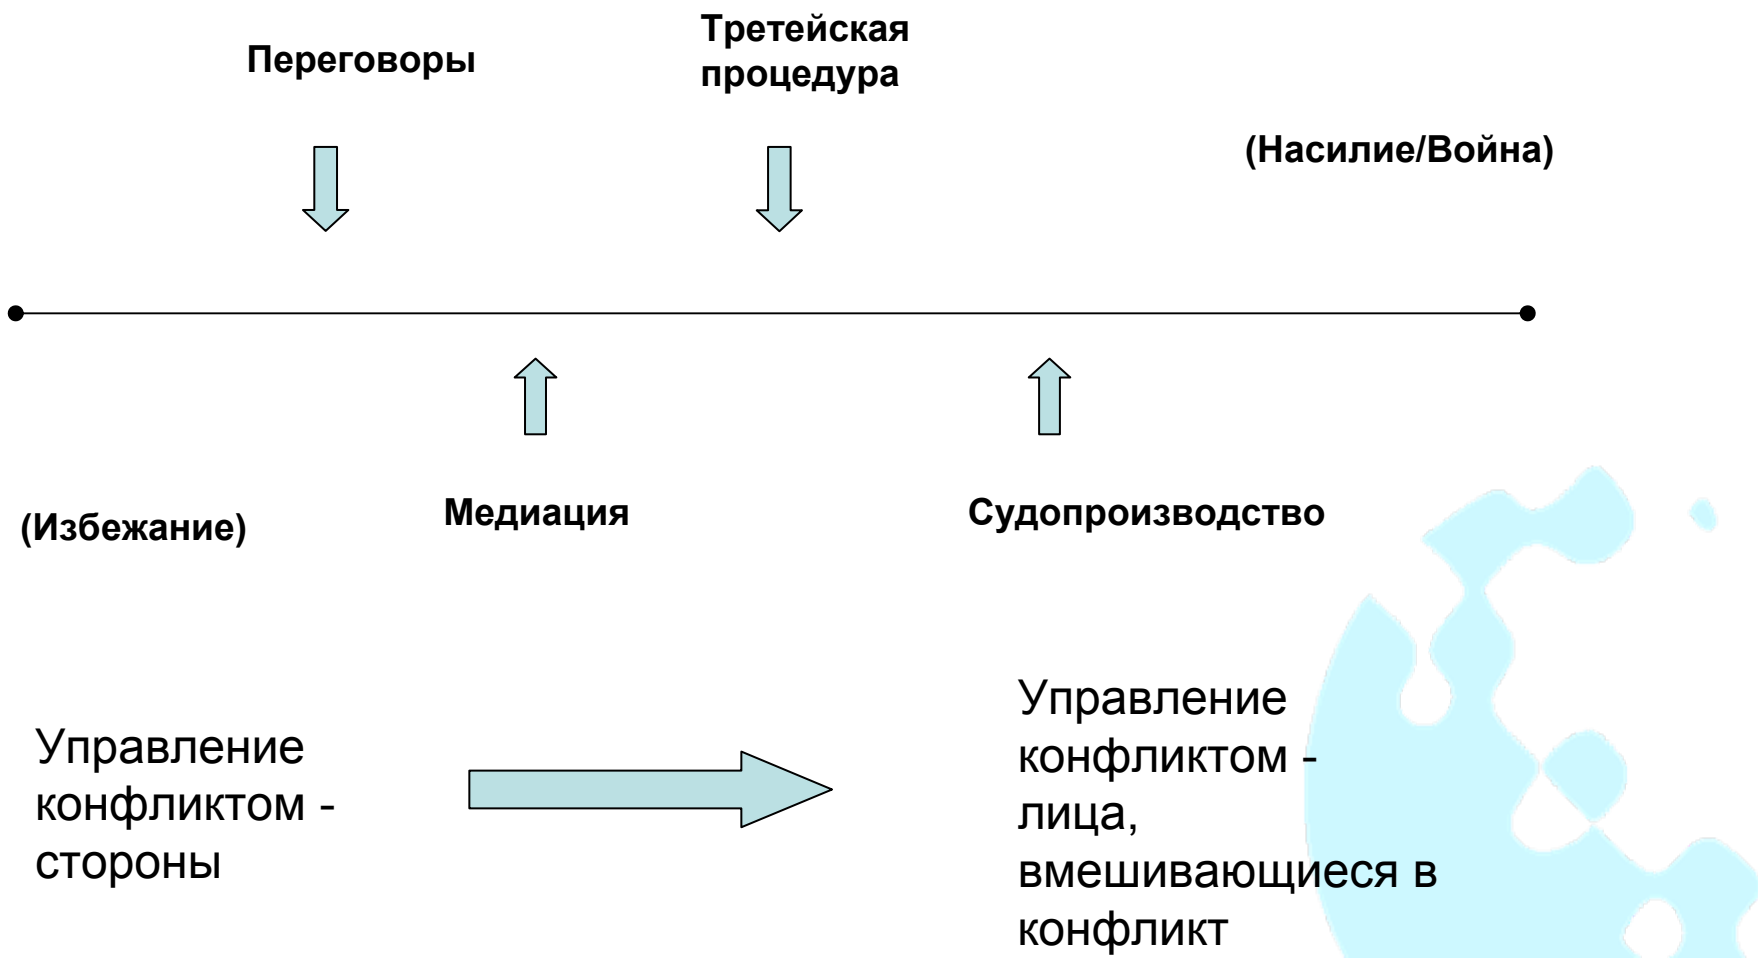 Переговоры
Третейская
процедура
(Насилие/Война)
(Избежание)
Медиация
Судопроизводство
Управление
конфликтом -
стороны
Управление
конфликтом -
лица,
вмешивающиеся в
конфликт